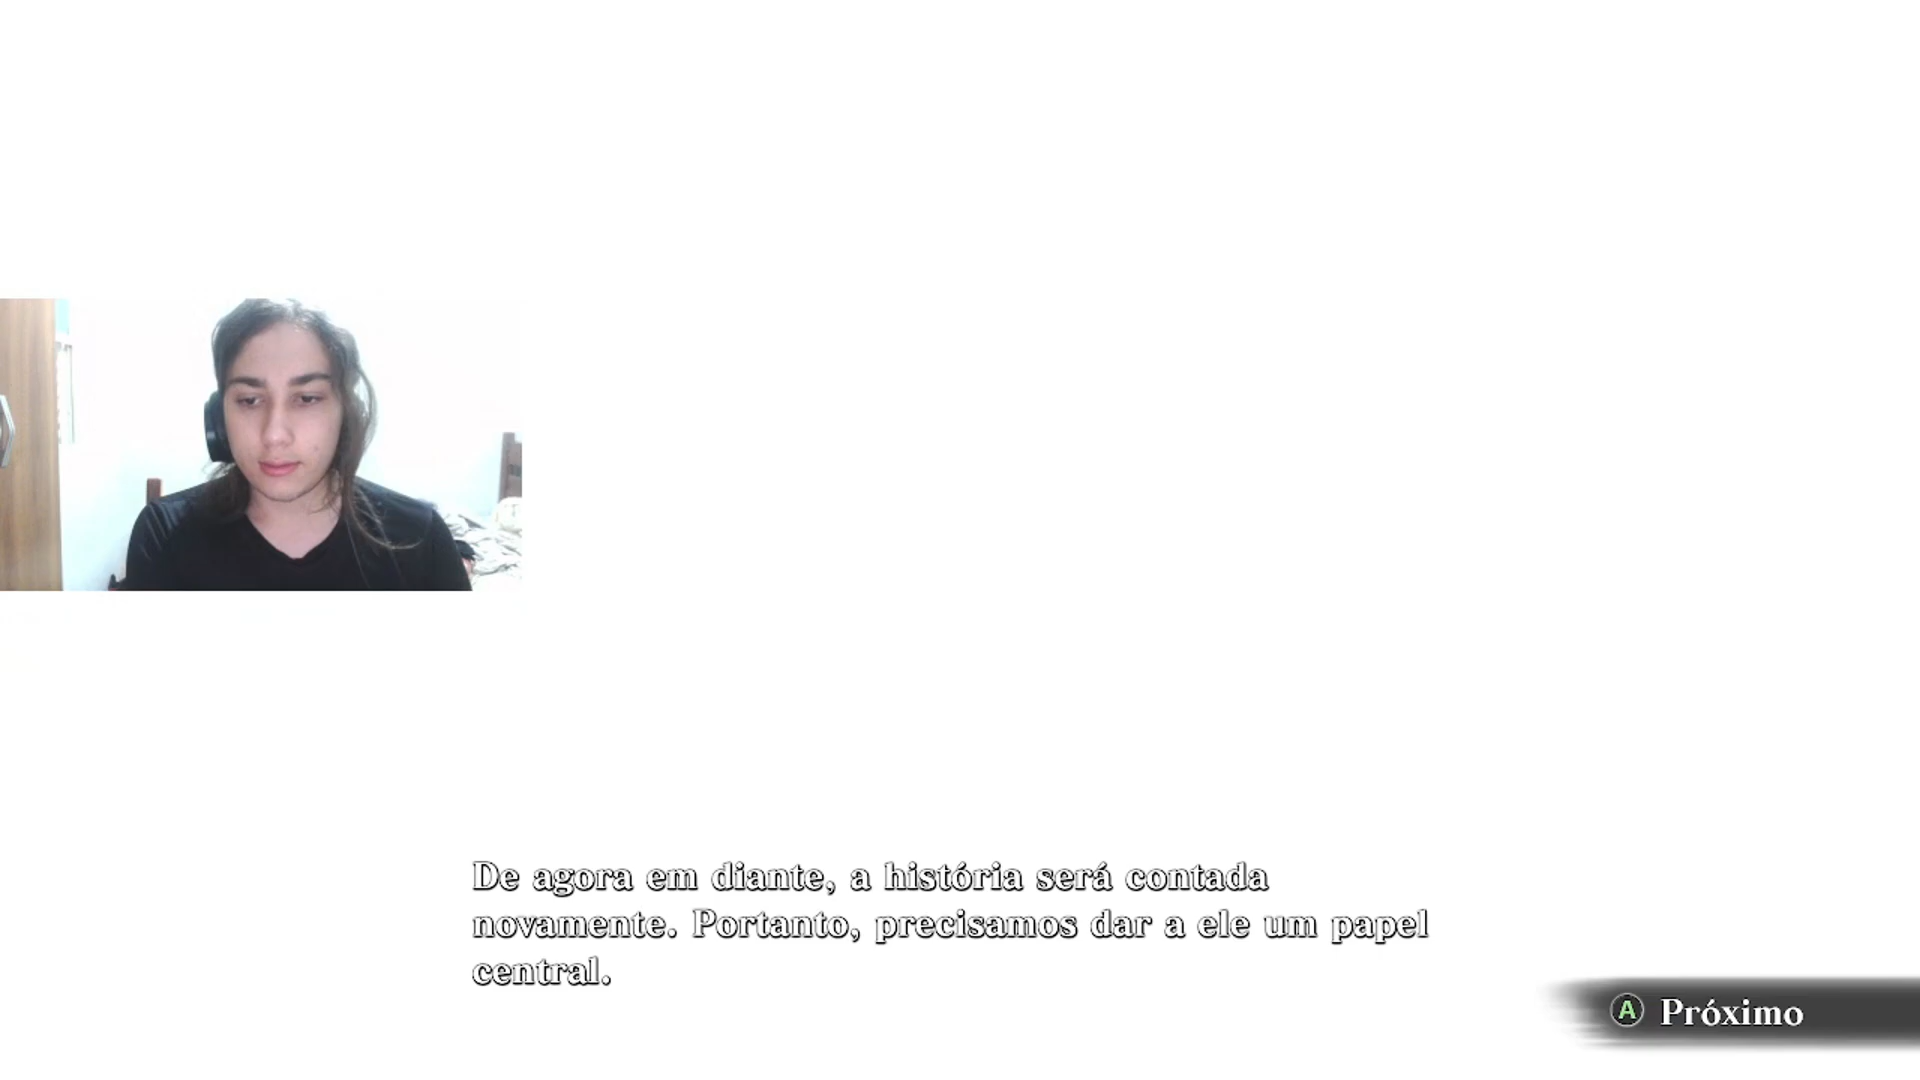 De agora em diante, a história será contada
novamente. Portanto, precisamos dar a ele um papel
central.
A Próximo